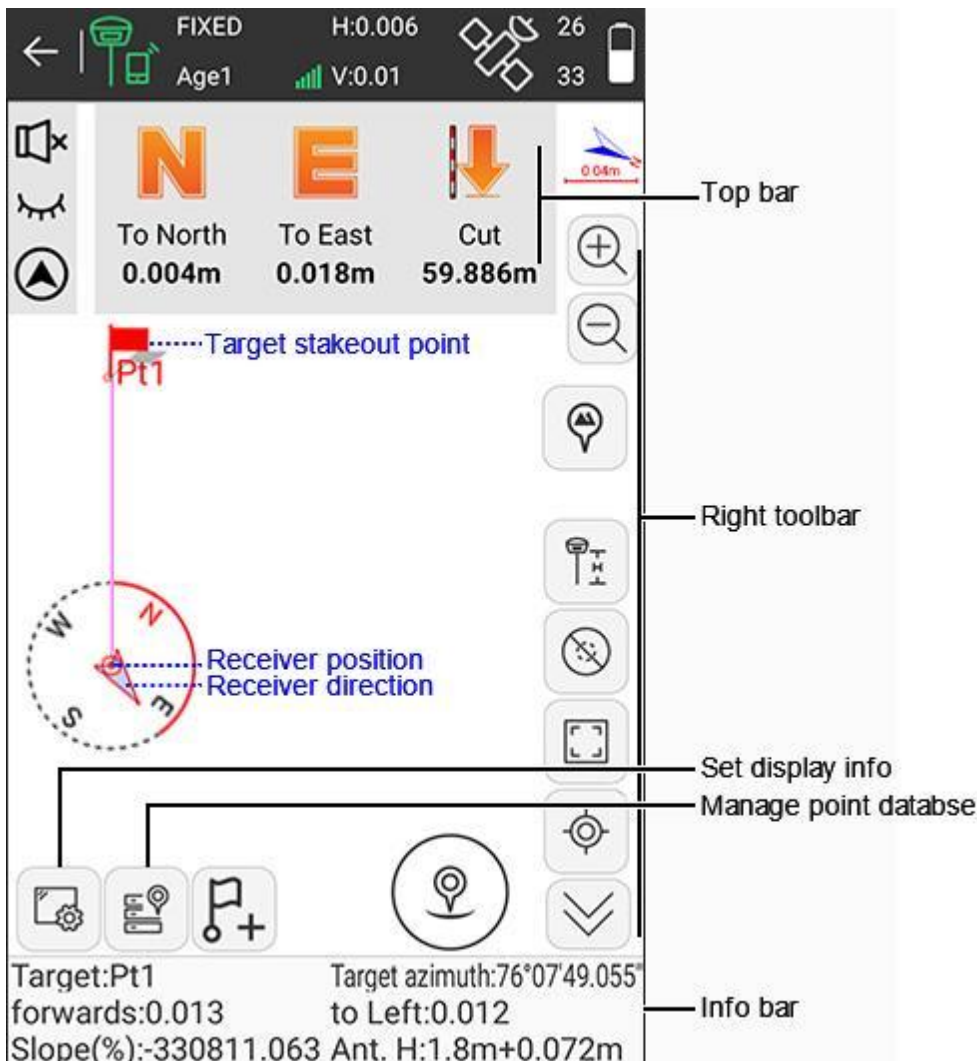 FIXED H:0.006 26
Age1 V:0.01 33
N E
0.04m
N
Top bar
To North To East Cut
0.004m 0.018m 59.886m
Target stakeout point
Pt1
Right toolbar
H
W N
Receiver position
Receiver direction
S E
Set display info
Manage point databse
Target:Pt1 Target azimuth:76°07'49.055"
forwards:0.013 to Left:0.012
Info bar
Slope(%):-330811.063 Ant. H:1.8m+0.072m